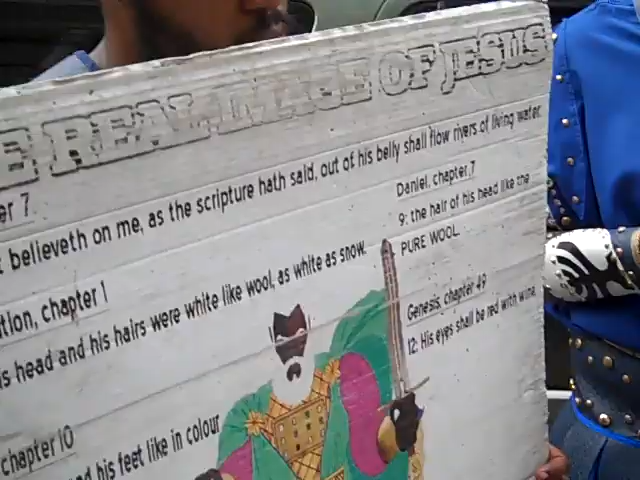 E REAL IMAGE OF JESUS
er 7
believeth on me, as the scripture hath said, out of his belly shall flow rivers of living water.
Daniel, chapter 7
9: the hair of his head like the
PURE WOOL.
tion, chapter 1
is head and his hairs were white like wool, as white as snow.
Genesis, chapter 49
12: His eyes shall be red with wine
chapter 10
nd his feet like in colour